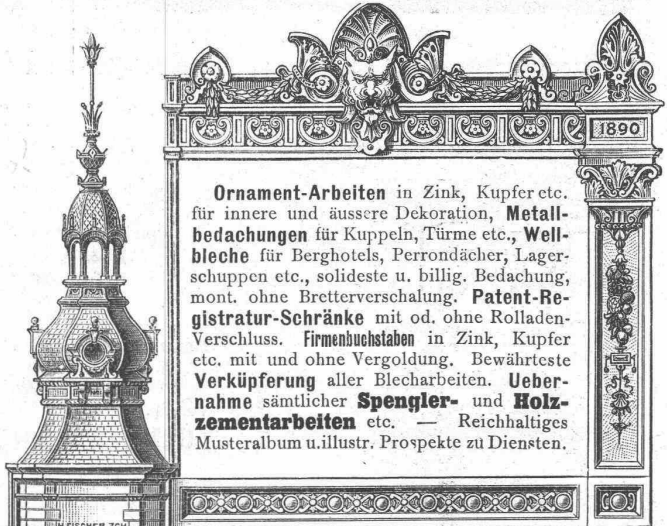 1890
Ornament-Arbeiten in Zink, Kupfer etc.
für innere und äussere Dekoration, Metall-
bedachungen für Kuppeln, Türme etc., Well-
bleche für Berghotels, Perrondächer, Lager-
schuppen etc., solideste u. billig. Bedachung,
mont. ohne Bretterverschalung. Patent-Re-
gistratur-Schränke mit od. ohne Rolladen-
Verschluss. Firmenbuchstaben in Zink, Kupfer
etc. mit und ohne Vergoldung. Bewährteste
Verküpferung aller Blecharbeiten. Ueber-
nahme sämtlicher Spengler- und Holz-
zementarbeiten etc. — Reichhaltiges
Musteralbum u. illustr. Prospekte zu Diensten.
H. FISCHER ZCH